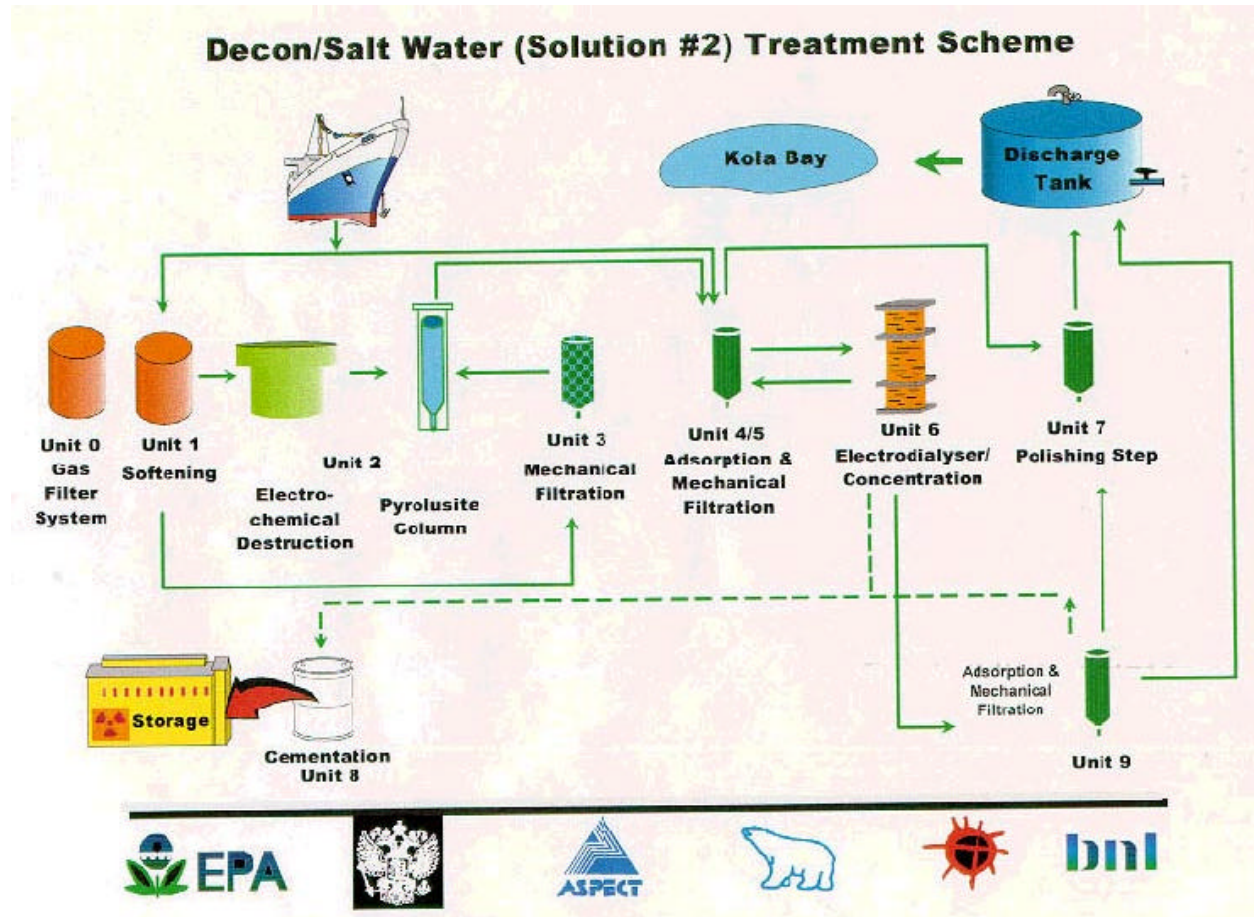 Decon/Salt Water (Solution #2) Treatment Scheme
Kola Bay
Discharge
Tank
Unit 0
Gas
Filter
System
Unit 1
Softening
Unit 2
Electro-
chemical
Destruction
Pyrolusite
Column
Unit 3
Mechanical
Filtration
Unit 4/5
Adsorption &
Mechanical
Filtration
Unit 6
Electrodialyser/
Concentration
Unit 7
Polishing Step
Storage
Cementation
Unit 8
Adsorption &
Mechanical
Filtration
Unit 9
EPA
ASPECT
bnl